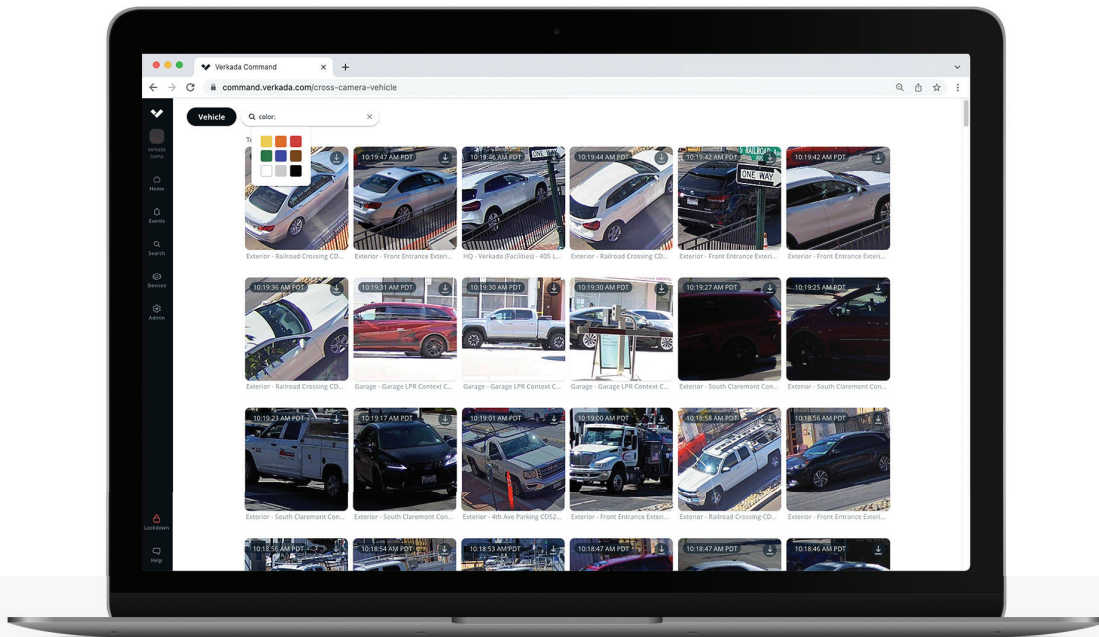 Verkada Command
command.verkada.com/cross-camera-vehicle
Vehicle
color:
Verkada
Demo
Home
Events
Search
Devices
Admin
Lockdown
Help
10:19:47 AM PDT
10:19:46 AM PDT
10:19:44 AM PDT
10:19:42 AM PDT
10:19:42 AM PDT
ONE WAY
S RAILROAD A
ONE WAY
Exterior - Railroad Crossing CD...
Exterior - Front Entrance Exteri...
HQ - Verkada (Facilities) - 405 L...
Exterior - Railroad Crossing CD...
Exterior - Front Entrance Exteri...
Exterior - Front Entrance Exteri...
10:19:36 AM PDT
10:19:31 AM PDT
10:19:30 AM PDT
10:19:30 AM PDT
10:19:27 AM PDT
10:19:25 AM PDT
Exterior - Railroad Crossing CD...
Garage - Garage LPR Context C...
Garage - Garage LPR Context C...
Garage - Garage LPR Context C...
Exterior - South Claremont Con...
Exterior - South Claremont Con...
10:19:23 AM PDT
10:19:17 AM PDT
10:19:01 AM PDT
10:19:00 AM PDT
10:18:58 AM PDT
10:18:56 AM PDT
Exterior - South Claremont Con...
Exterior - South Claremont Con...
Exterior - 4th Ave Parking CD52...
Exterior - Front Entrance Exteri...
Exterior - Railroad Crossing CD...
Exterior - Front Entrance Exteri...
10:18:56 AM PDT
10:18:54 AM PDT
10:18:53 AM PDT
10:18:47 AM PDT
10:18:47 AM PDT
10:18:46 AM PDT